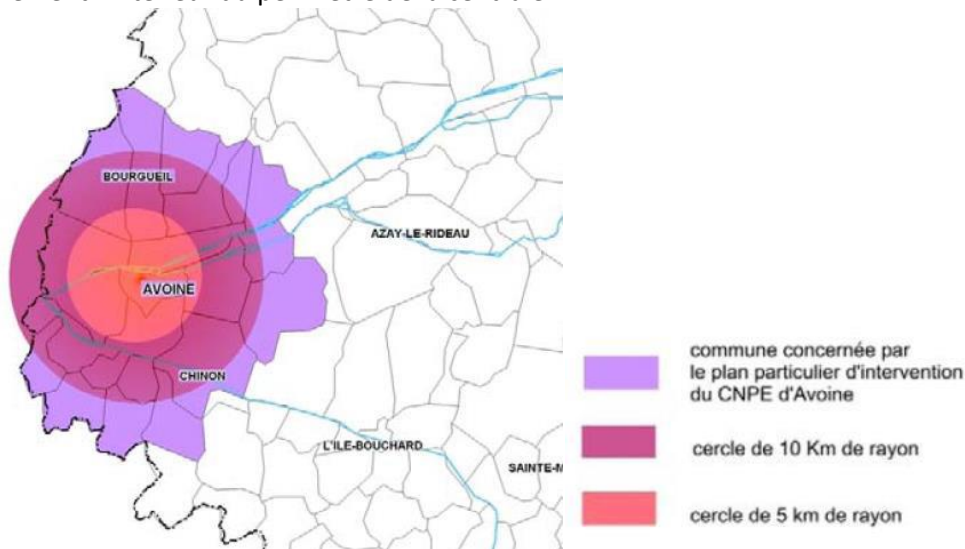 BOURGUEIL
AZAY-LE-RIDEAU
AVOINE
CHINON
L'ILE-BOUCHARD
SAINTE-M
commune concernée par
le plan particulier d'intervention
du CNPE d'Avoine
cercle de 10 Km de rayon
cercle de 5 km de rayon